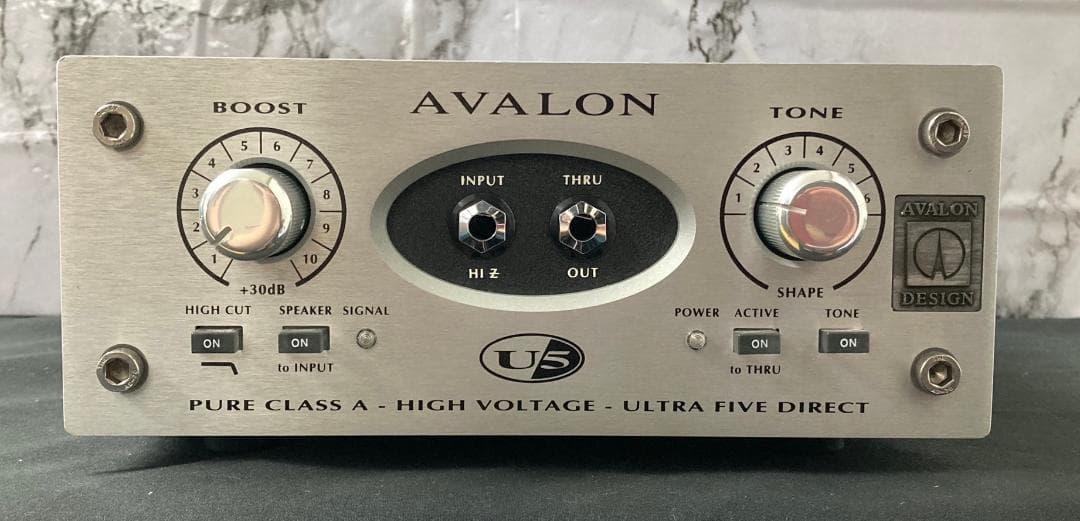 AVALON
BOOST
1 2 3 4 5 6 7 8 9 10
+30dB
INPUT THRU
HI Z OUT
TONE
1 2 3 4 5 6
SHAPE
AVALON
DESIGN
HIGH CUT SPEAKER SIGNAL
ON ON
to INPUT
POWER ACTIVE TONE
ON ON
to THRU
U5
PURE CLASS A - HIGH VOLTAGE - ULTRA FIVE DIRECT